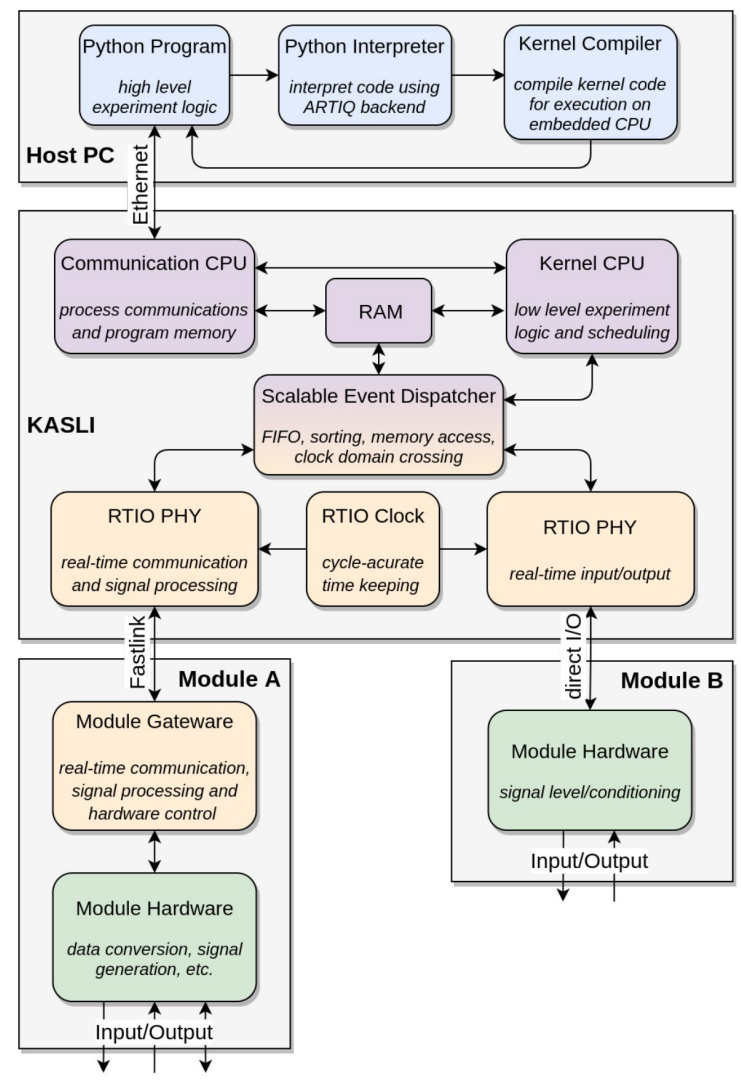 Python Program
high level
experiment logic
Python Interpreter
interpret code using
ARTIQ backend
Kernel Compiler
compile kernel code
for execution on
embedded CPU
Host PC
Ethernet
Communication CPU
process communications
and program memory
RAM
Kernel CPU
low level experiment
logic and scheduling
Scalable Event Dispatcher
FIFO, sorting, memory access,
clock domain crossing
KASLI
RTIO PHY
real-time communication
and signal processing
RTIO Clock
cycle-acurate
time keeping
RTIO PHY
real-time input/output
Fastlink
direct I/O
Module A
Module Gateware
real-time communication,
signal processing and
hardware control
Module Hardware
data conversion, signal
generation, etc.
Input/Output
Module B
Module Hardware
signal level/conditioning
Input/Output